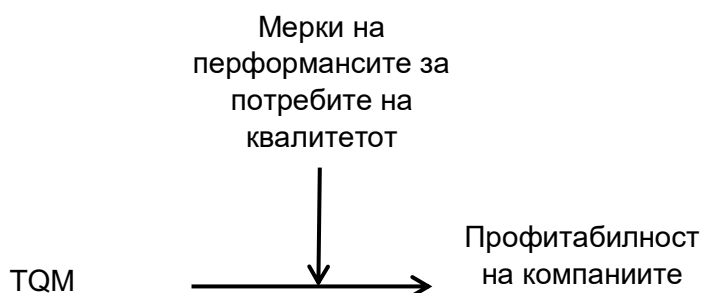 Мерки на
перформансите за
потребите на
квалитетот
Профитабилност
на компаниите
TQM